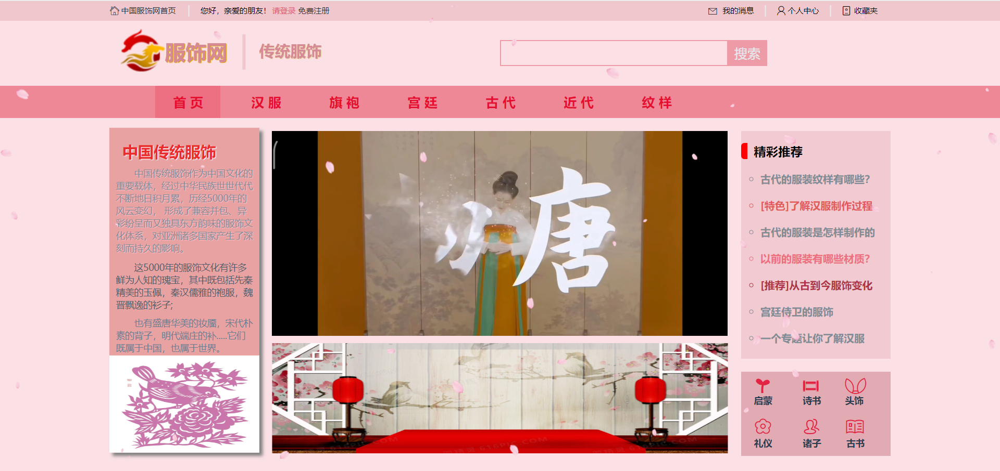 中国服饰网首页
您好，亲爱的朋友！ 请登录 免费注册
我的消息
个人中心
收藏夹
服饰网
传统服饰
搜索
首 页
汉 服
旗 袍
宫 廷
古 代
近 代
纹 样
中国传统服饰
中国传统服饰作为中国文化的
重要载体，经过中华民族世世代代
不断地日积月累，历经5000年的
风云变幻， 形成了兼容并包、异
彩纷呈而又独具东方韵味的服饰文
化体系，对亚洲诸多国家产生了深
刻而持久的影响。
这5000年的服饰文化有许多
鲜为人知的瑰宝，其中既包括先秦
精美的玉佩，秦汉儒雅的袍服，魏
晋飘逸的衫子;
也有盛唐华美的妆靥，宋代朴
素的背子，明代端庄的补.....它们
既属于中国，也属于世界。
唐
精彩推荐
古代的服装纹样有哪些?
[特色]了解汉服制作过程
古代的服装是怎样制作的
以前的服装有哪些材质?
[推荐]从古到今服饰变化
宫廷侍卫的服饰
一个专题让你了解汉服
启蒙
诗书
头饰
礼仪
诸子
古书